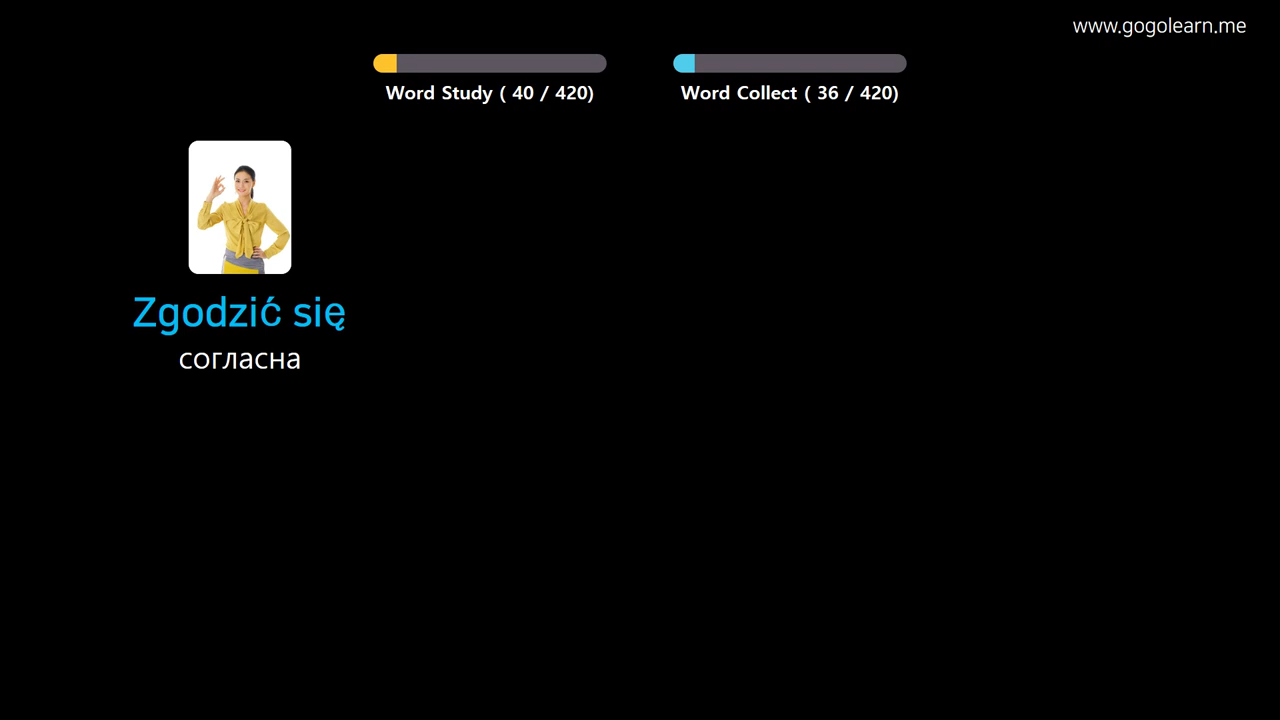 www.gogolearn.me
Word Study ( 40 / 420)
Word Collect ( 36 / 420)
Zgodzić się
согласна